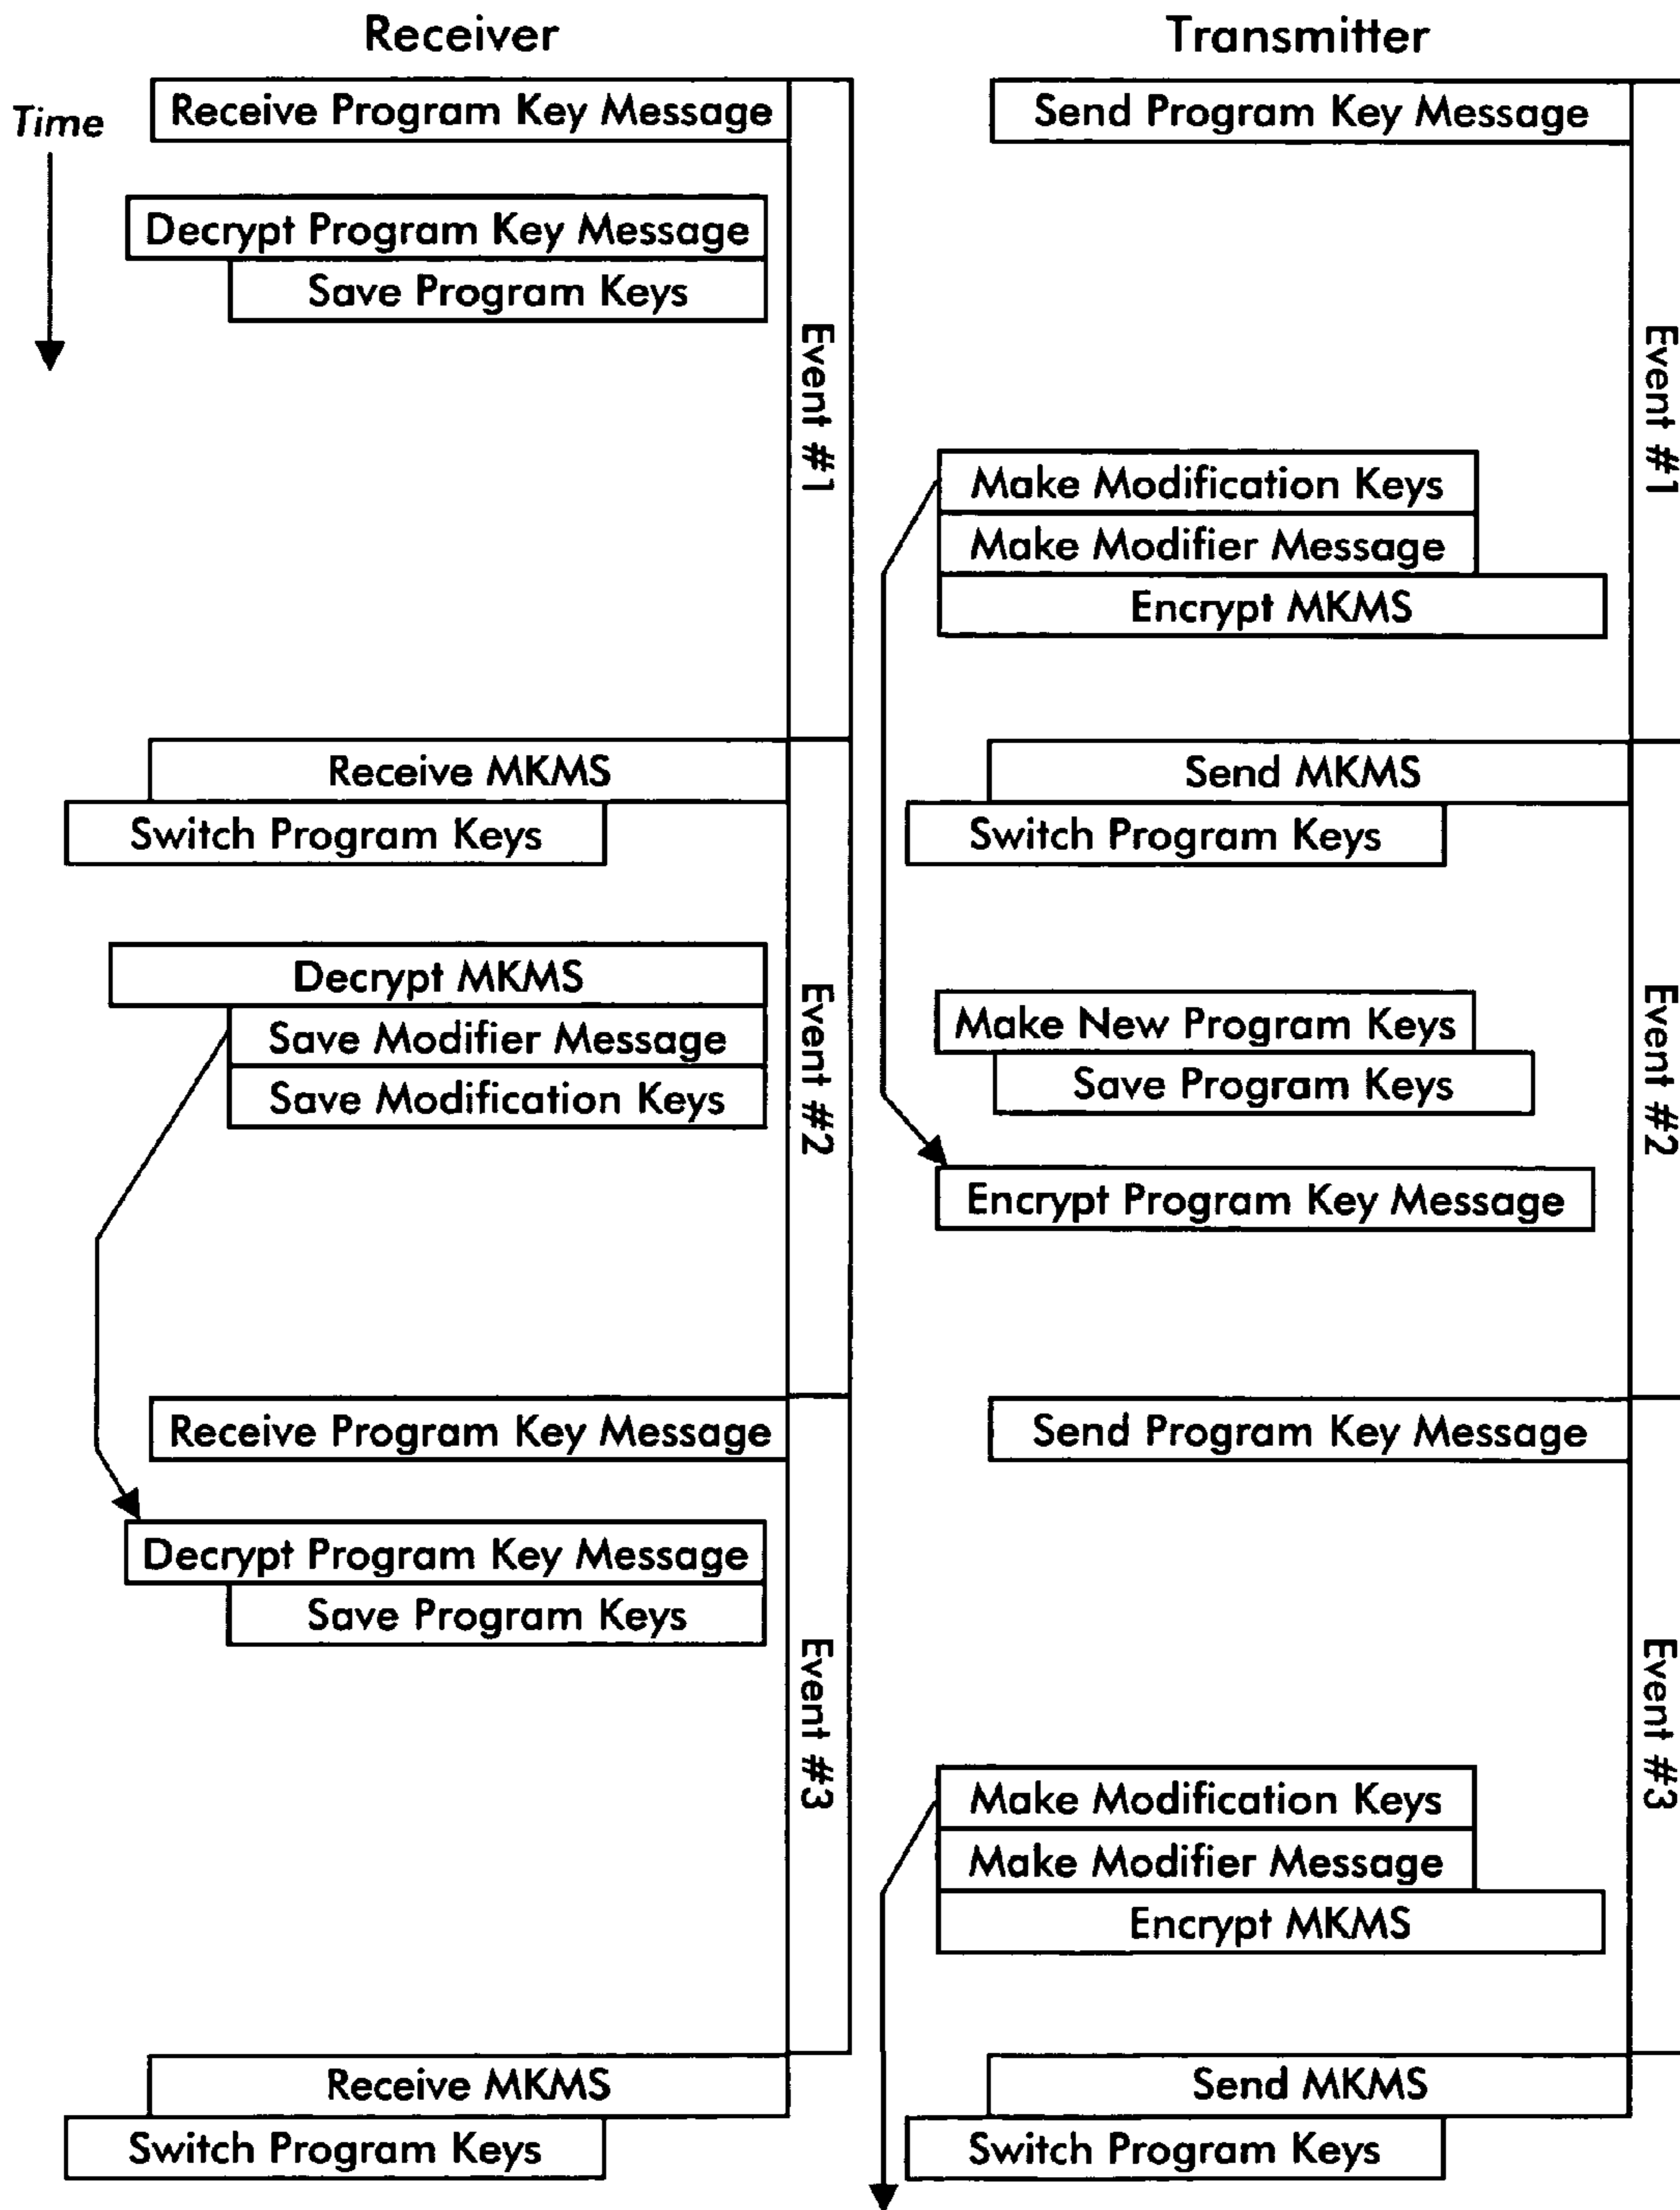 Receiver
Transmitter
Time
Receive Program Key Message
Send Program Key Message
Decrypt Program Key Message
Save Program Keys
Event #1
Event #1
Make Modification Keys
Make Modifier Message
Encrypt MKMS
Receive MKMS
Send MKMS
Switch Program Keys
Switch Program Keys
Decrypt MKMS
Save Modifier Message
Save Modification Keys
Event #2
Make New Program Keys
Save Program Keys
Event #2
Encrypt Program Key Message
Receive Program Key Message
Send Program Key Message
Decrypt Program Key Message
Save Program Keys
Event #3
Event #3
Make Modification Keys
Make Modifier Message
Encrypt MKMS
Receive MKMS
Send MKMS
Switch Program Keys
Switch Program Keys